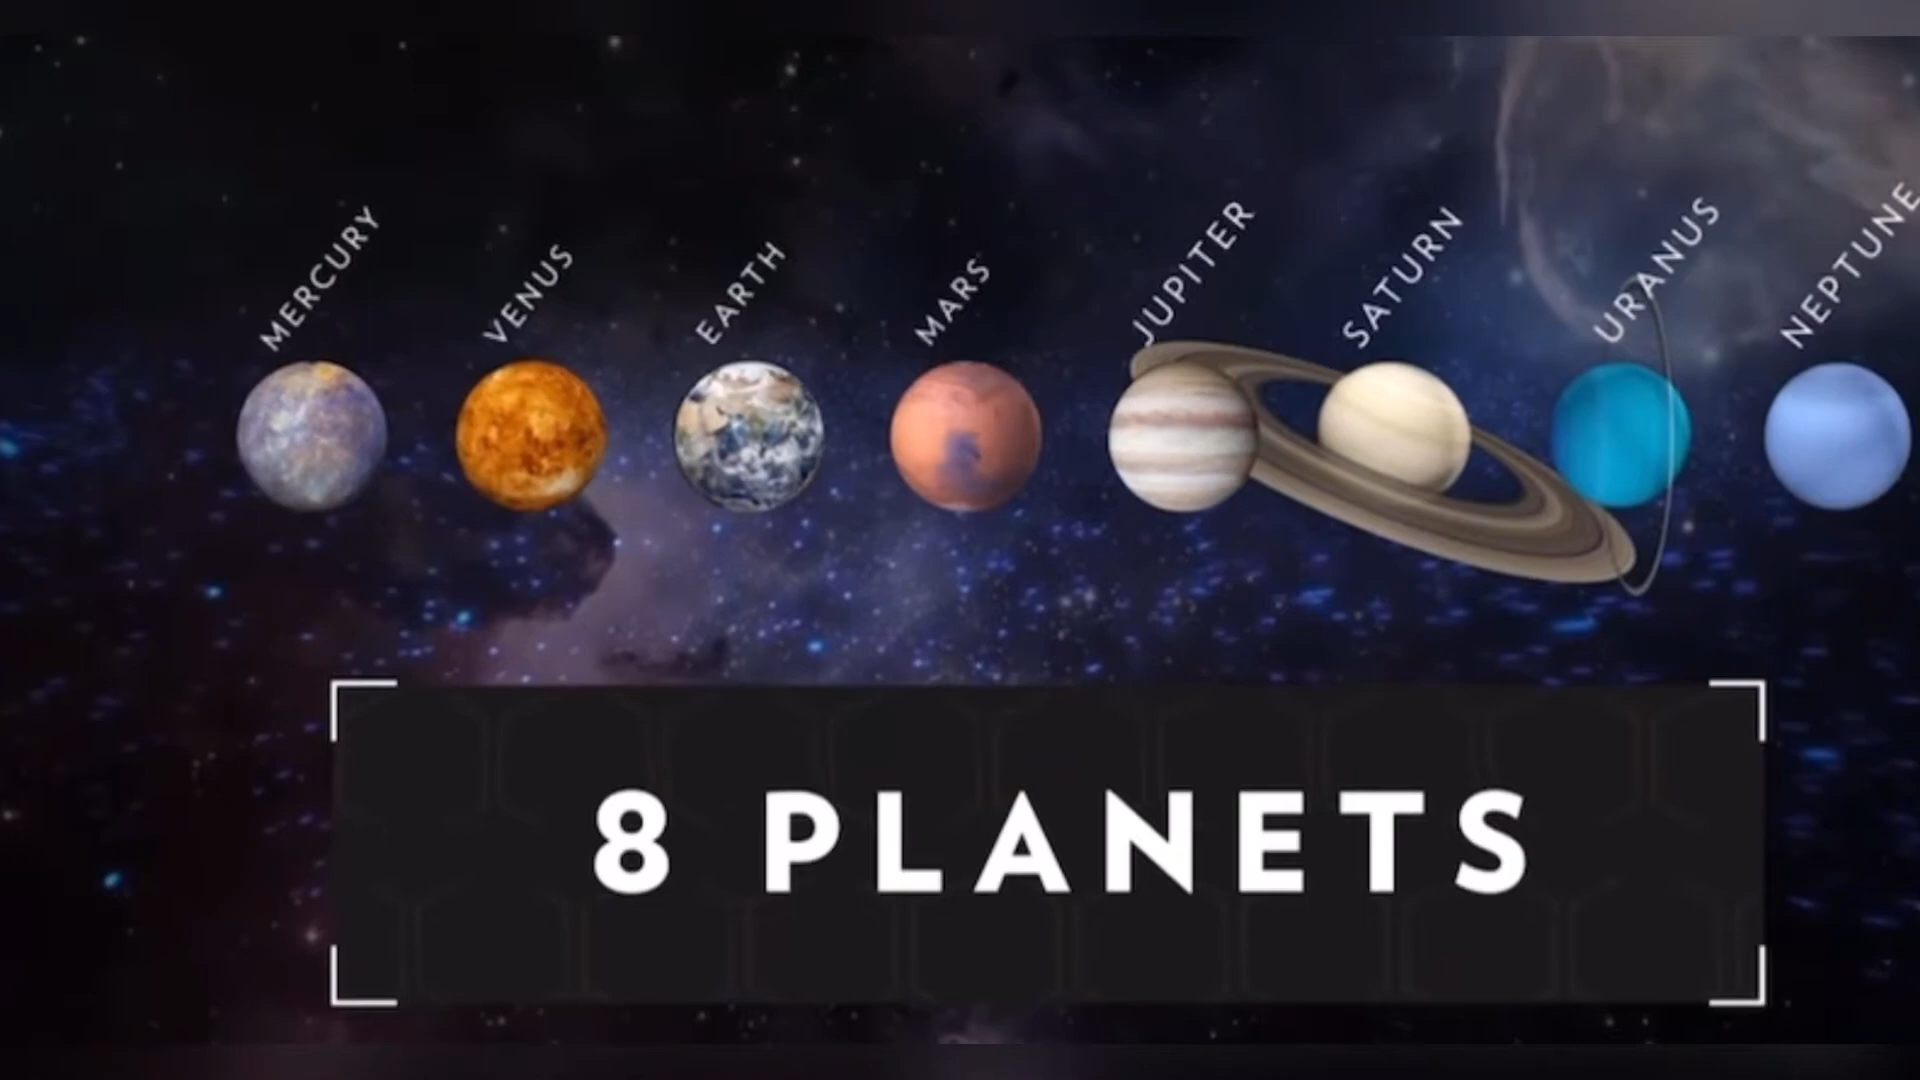 MERCURY
VENUS
EARTH
MARS
JUPITER
SATURN
URANUS
NEPTUNE
8 PLANETS